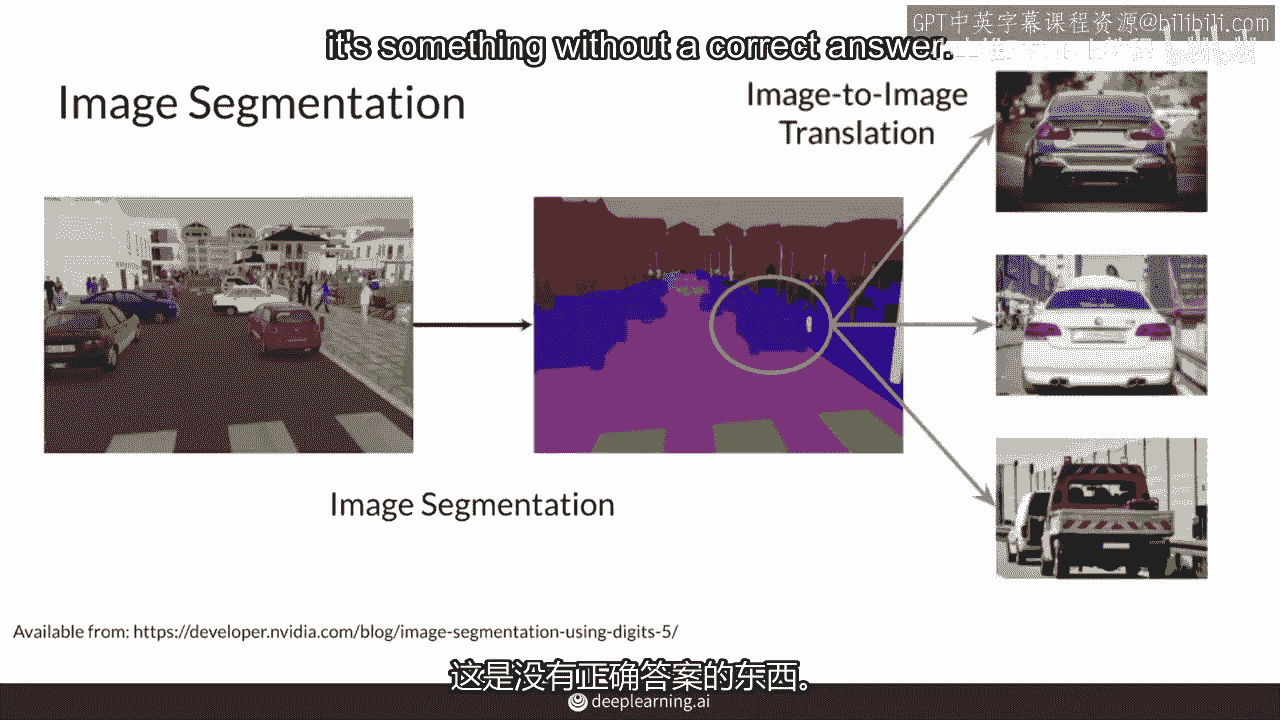 GPT中英字幕课程资源@bilibili.com
it's something without a correct answer.
Image Segmentation
Image-to-Image
Translation
Image Segmentation
Available from: https://developer.nvidia.com/blog/image-segmentation-using-digits-5/
这是没有正确答案的东西。
deeplearning.ai